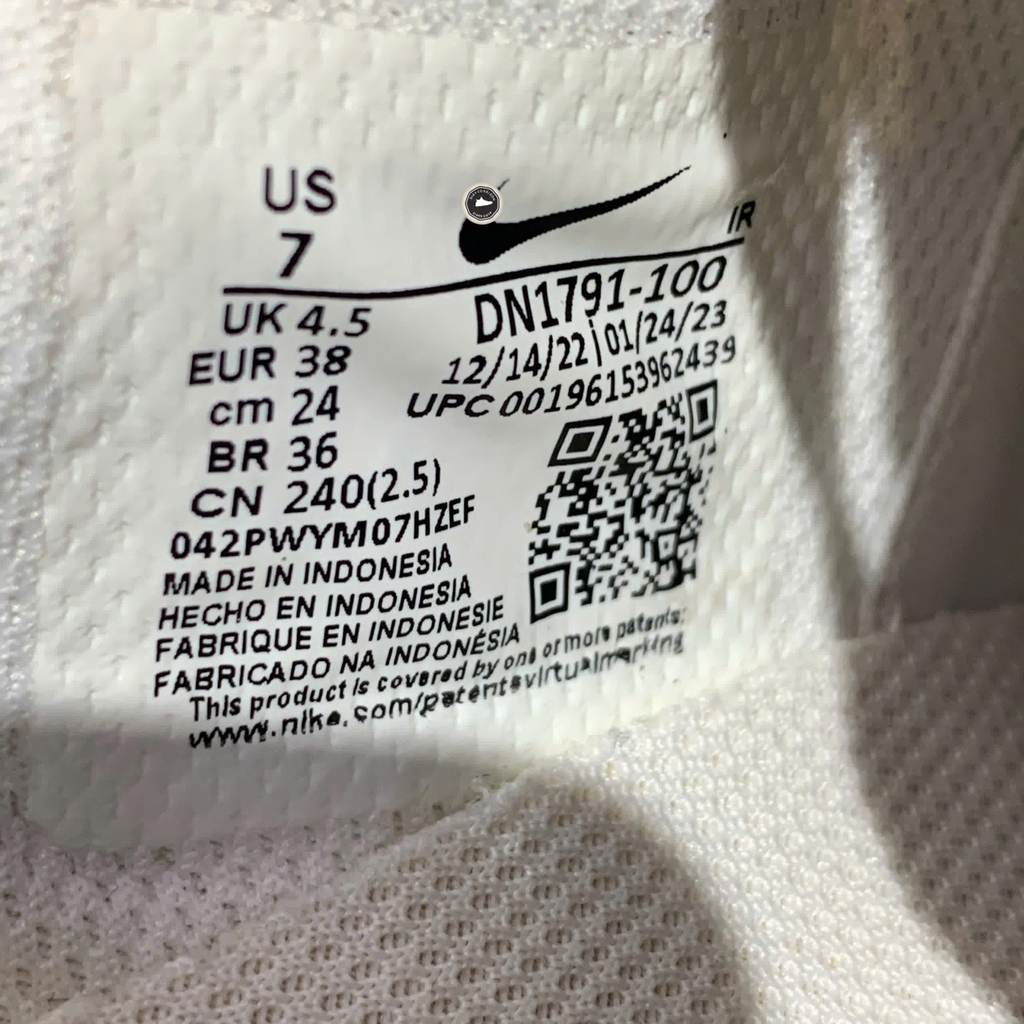 US
7
IR
UK 4.5
EUR 38
cm 24
BR 36
CN 240(2.5)
DN1791-100
12/14/22|01/24/23
UPC 00196153962439
042PWYM07HZEF
MADE IN INDONESIA
HECHO EN INDONESIA
FABRIQUE EN INDONESIE
FABRICADO NA INDONÉSIA
This product is covered by one or more patents:
www.nike.com/patentsvirtualmarking